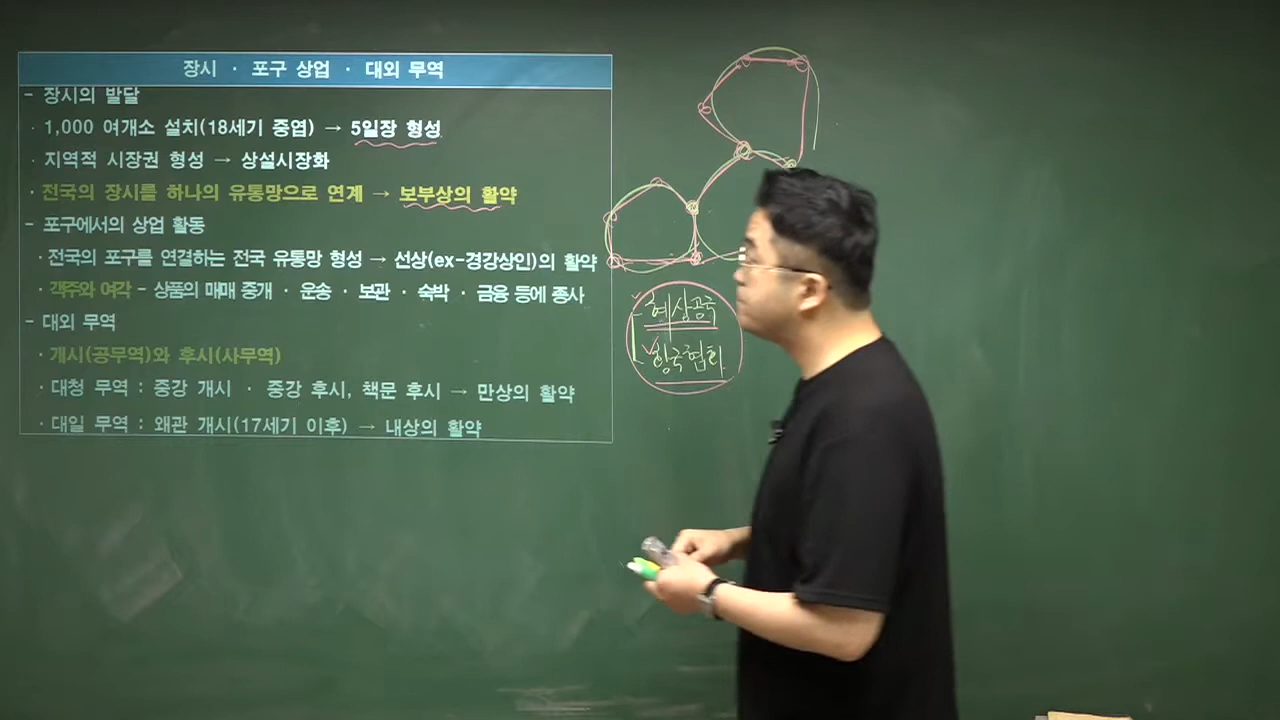 장시 · 포구 상업 · 대외 무역
- 장시의 발달
· 1,000 여개소 설치(18세기 중엽) → 5일장 형성
· 지역적 시장권 형성 → 상설시장화
· 전국의 장시를 하나의 유통망으로 연계 → 보부상의 활약
- 포구에서의 상업 활동
· 전국의 포구를 연결하는 전국 유통망 형성 → 선상(ex-경강상인)의 활약
· 객주와 여각 - 상품의 매매 중개 · 운송 · 보관 · 숙박 · 금융 등에 종사
- 대외 무역
· 개시(공무역)와 후시(사무역)
· 대청 무역 : 중강 개시 · 중강 후시, 책문 후시 → 만상의 활약
· 대일 무역 : 왜관 개시(17세기 이후) → 내상의 활약
혜상공국
황국협회